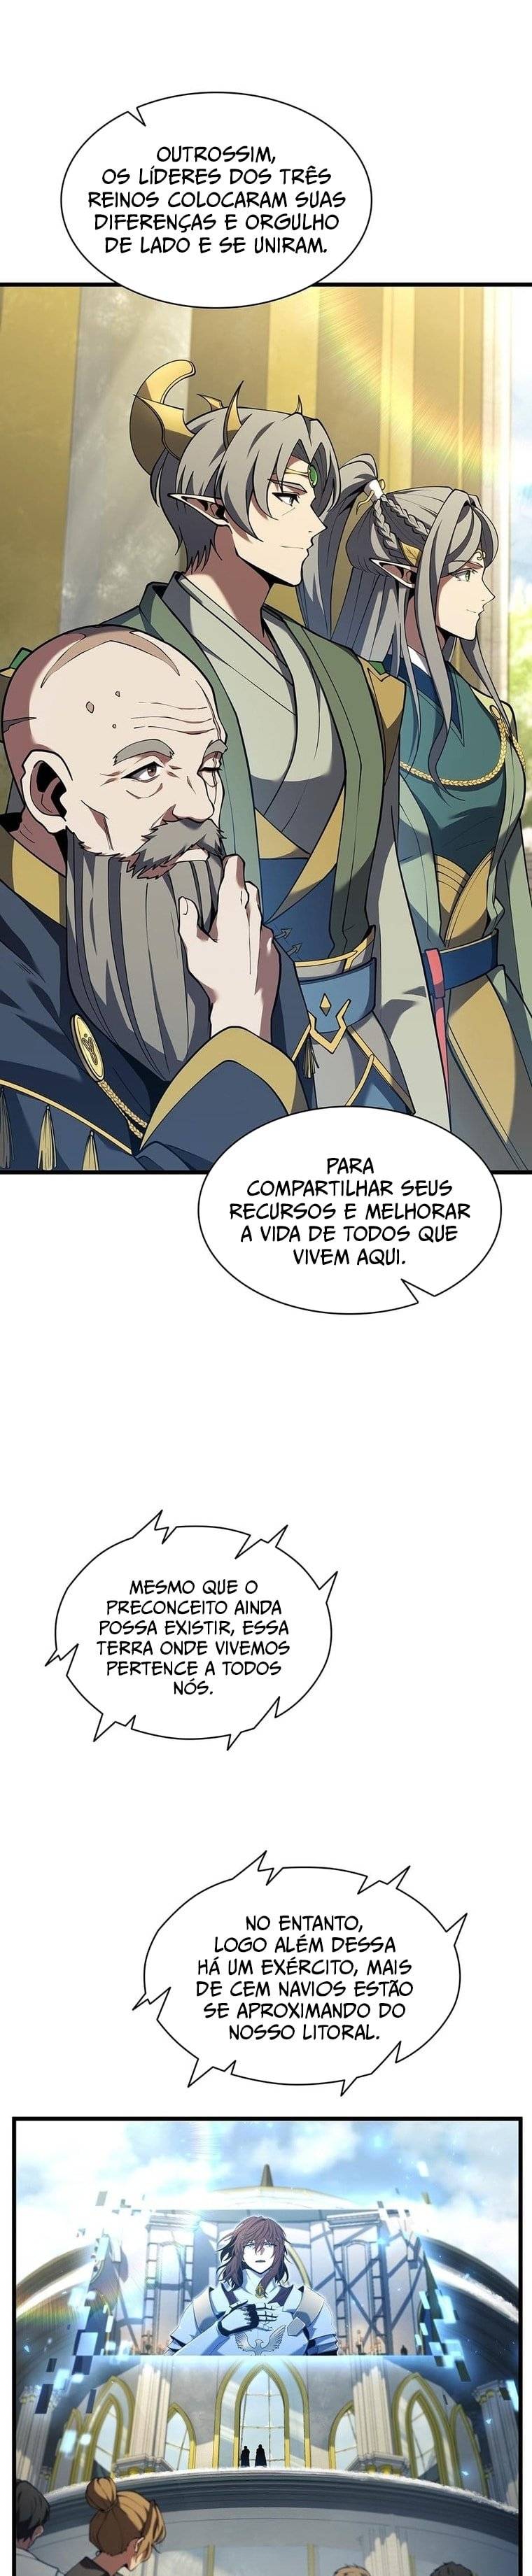 OUTROSSIM,
OS LÍDERES DOS TRÊS
REINOS COLOCARAM SUAS
DIFERENÇAS E ORGULHO
DE LADO E SE UNIRAM.
PARA
COMPARTILHAR SEUS
RECURSOS E MELHORAR
A VIDA DE TODOS QUE
VIVEM AQUI.
MESMO QUE O
PRECONCEITO AINDA
POSSA EXISTIR, ESSA
TERRA ONDE VIVEMOS
PERTENCE A TODOS
NÓS.
NO ENTANTO,
LOGO ALÉM DESSA
HÁ UM EXÉRCITO, MAIS
DE CEM NAVIOS ESTÃO
SE APROXIMANDO DO
NOSSO LITORAL.